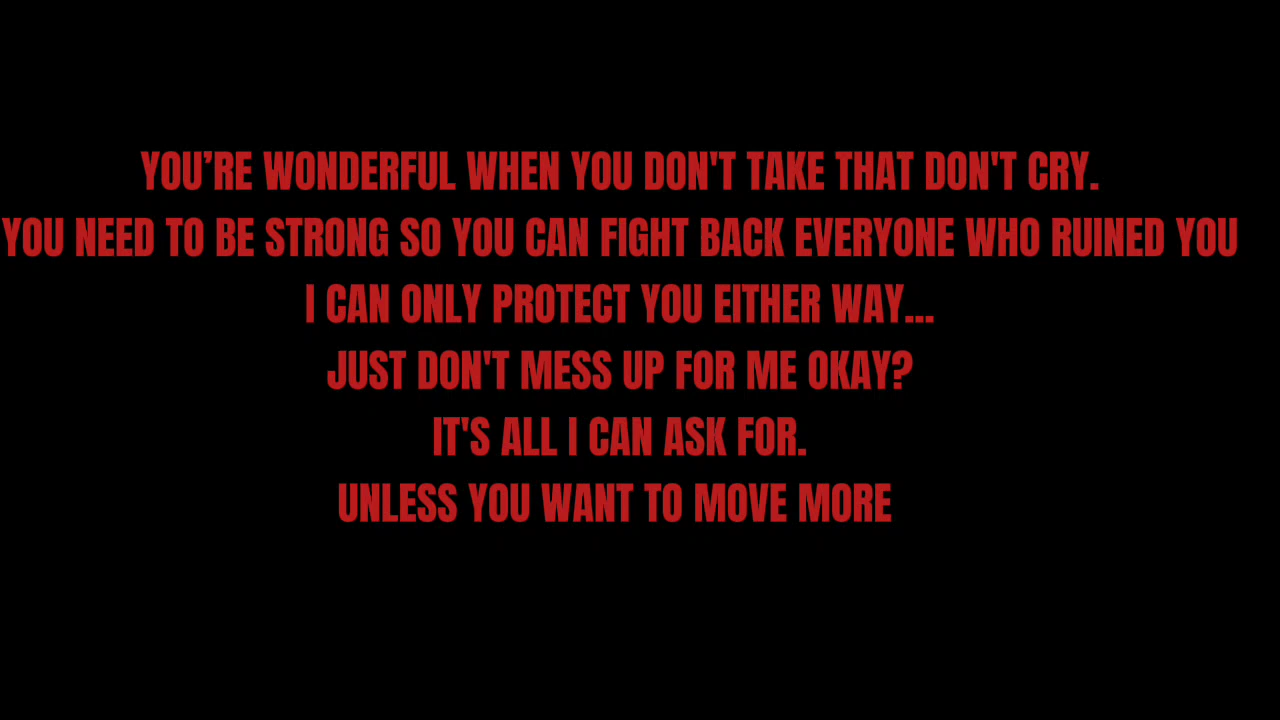 YOU’RE WONDERFUL WHEN YOU DON'T TAKE THAT DON'T CRY.
YOU NEED TO BE STRONG SO YOU CAN FIGHT BACK EVERYONE WHO RUINED YOU
I CAN ONLY PROTECT YOU EITHER WAY...
JUST DON'T MESS UP FOR ME OKAY?
IT'S ALL I CAN ASK FOR.
UNLESS YOU WANT TO MOVE MORE